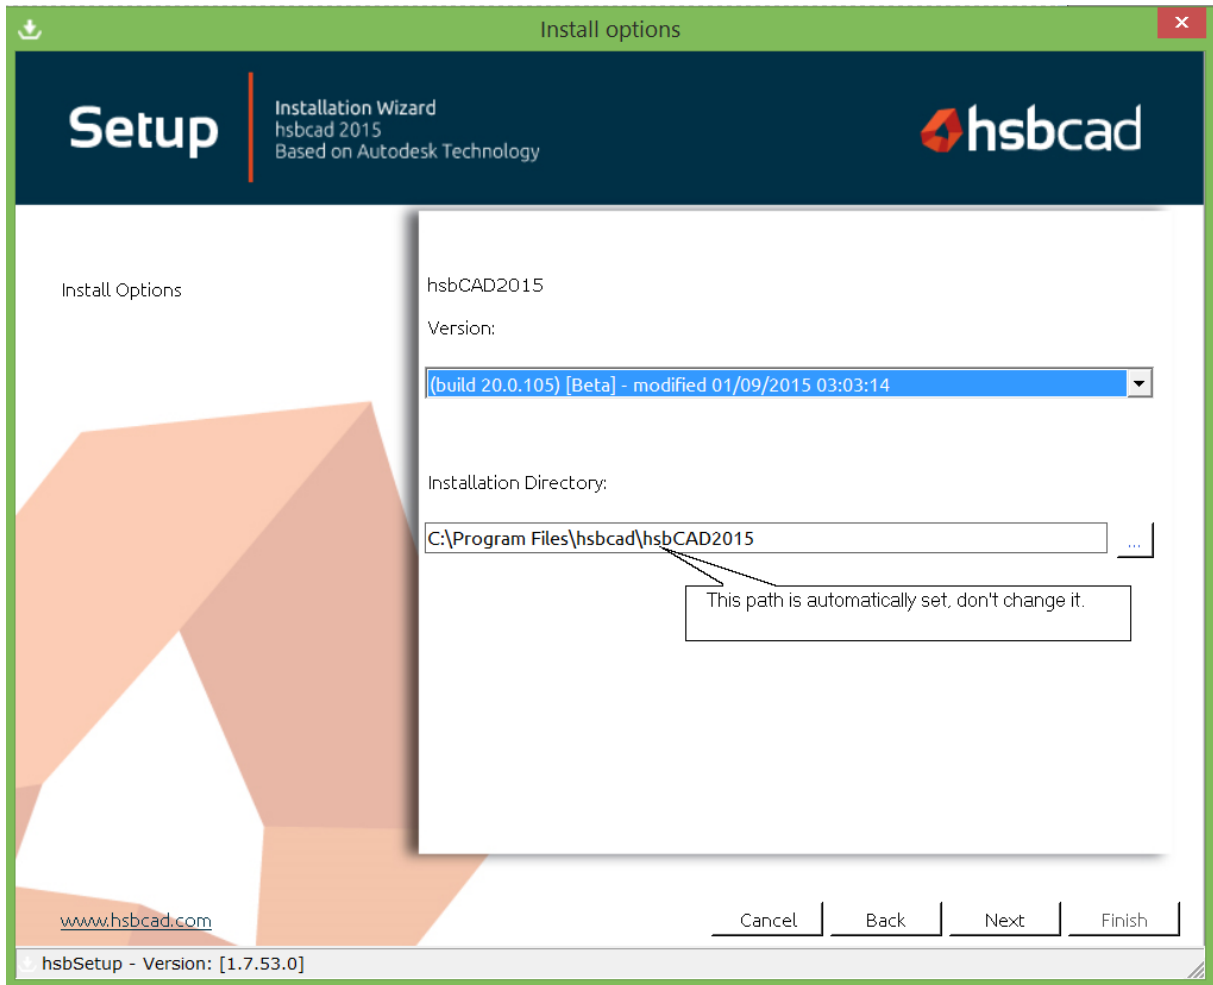 Install options
Setup
Installation Wizard
hsbcad 2015
Based on Autodesk Technology
hsbcad
Install Options
hsbCAD2015
Version:
(build 20.0.105) [Beta] - modified 01/09/2015 03:03:14
Installation Directory:
C:\Program Files\hsbcad\hsbCAD2015
...
This path is automatically set, don't change it.
www.hsbcad.com
Cancel
Back
Next
Finish
hsbSetup - Version: [1.7.53.0]